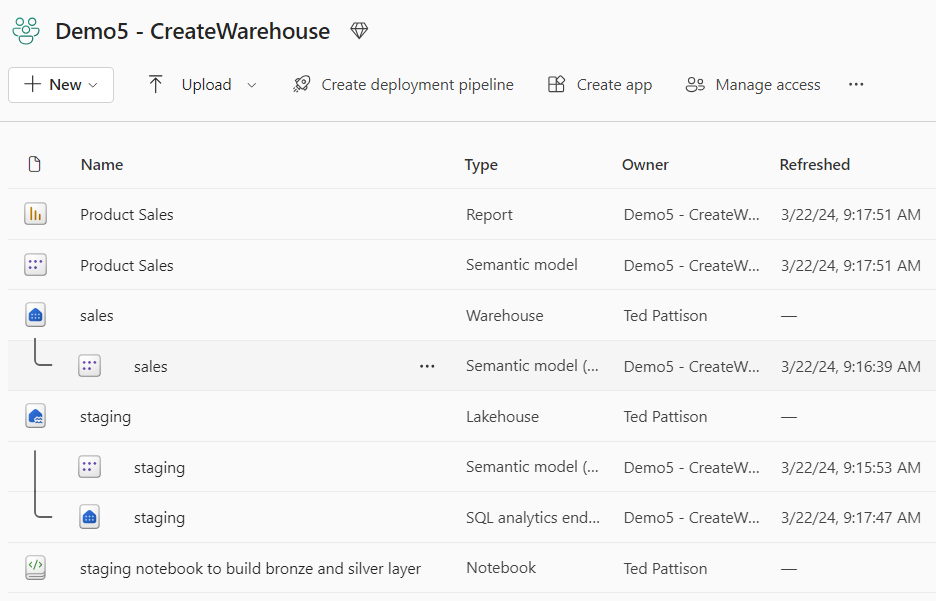 Demo5 - CreateWarehouse
New Upload Create deployment pipeline Create app Manage access ...
Name Type Owner Refreshed
Product Sales Report Demo5 - CreateW... 3/22/24, 9:17:51 AM
Product Sales Semantic model Demo5 - CreateW... 3/22/24, 9:17:51 AM
sales Warehouse Ted Pattison —
sales ... Semantic model (... Demo5 - CreateW... 3/22/24, 9:16:39 AM
staging Lakehouse Ted Pattison —
staging Semantic model (... Demo5 - CreateW... 3/22/24, 9:15:53 AM
staging SQL analytics end... Demo5 - CreateW... 3/22/24, 9:17:47 AM
staging notebook to build bronze and silver layer Notebook Ted Pattison —